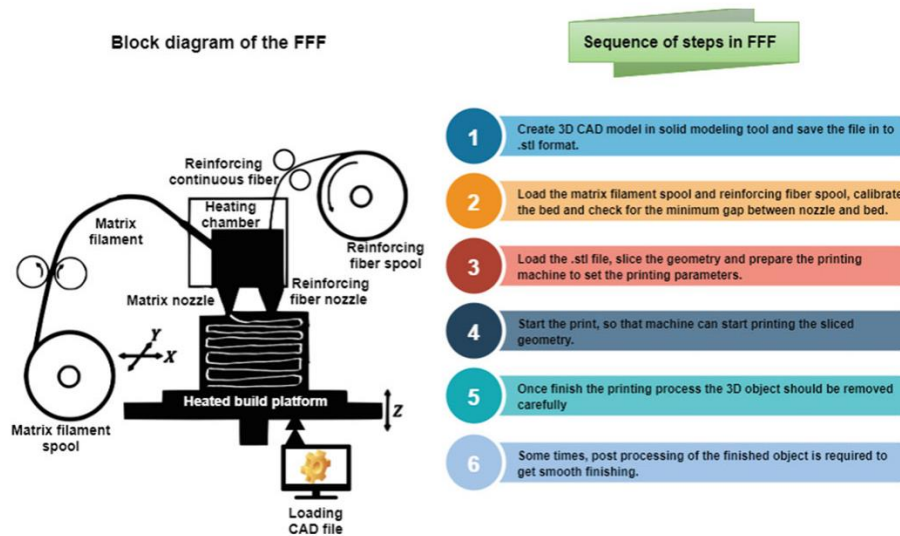 Block diagram of the FFF
Reinforcing
continuous fiber
Heating
chamber
Matrix
filament
Reinforcing
fiber spool
Matrix nozzle
Reinforcing
fiber nozzle
Y
X
Heated build platform
Z
Matrix filament
spool
Loading
CAD file
Sequence of steps in FFF
1
Create 3D CAD model in solid modeling tool and save the file in to
.stl format.
2
Load the matrix filament spool and reinforcing fiber spool, calibrate
the bed and check for the minimum gap between nozzle and bed.
3
Load the .stl file, slice the geometry and prepare the printing
machine to set the printing parameters.
4
Start the print, so that machine can start printing the sliced
geometry.
5
Once finish the printing process the 3D object should be removed
carefully
6
Some times, post processing of the finished object is required to
get smooth finishing.